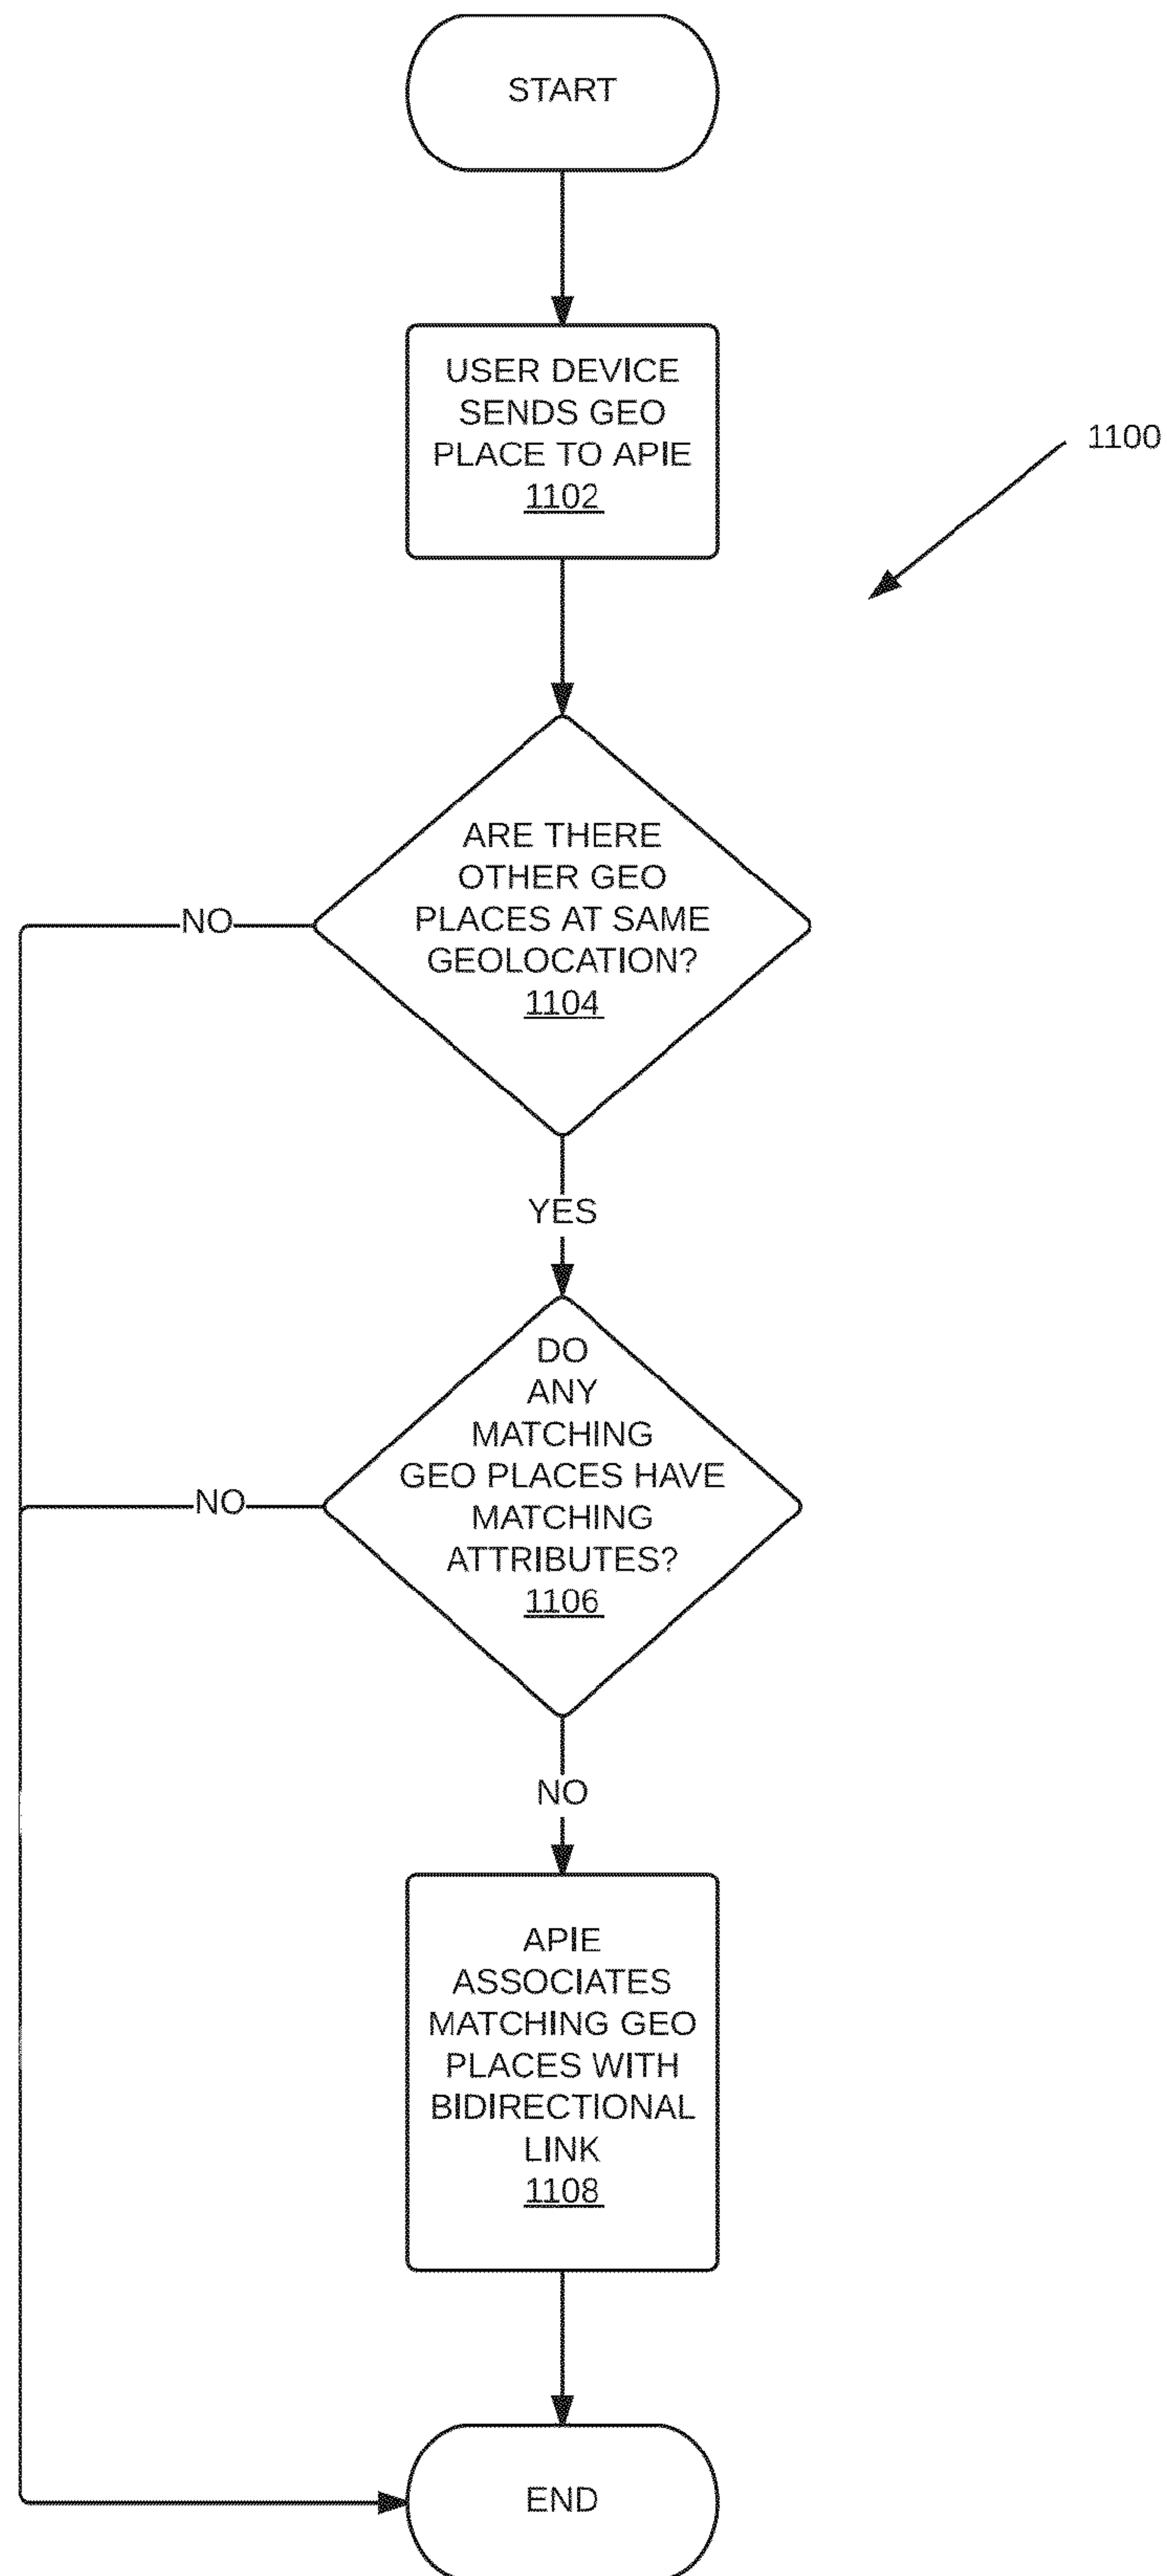 START
USER DEVICE
SENDS GEO
PLACE TO APIE
1102
1100
ARE THERE
OTHER GEO
PLACES AT SAME
GEOLOCATION?
1104
NO
YES
DO
ANY
MATCHING
GEO PLACES HAVE
MATCHING
ATTRIBUTES?
1106
NO
NO
APIE
ASSOCIATES
MATCHING GEO
PLACES WITH
BIDIRECTIONAL
LINK
1108
END